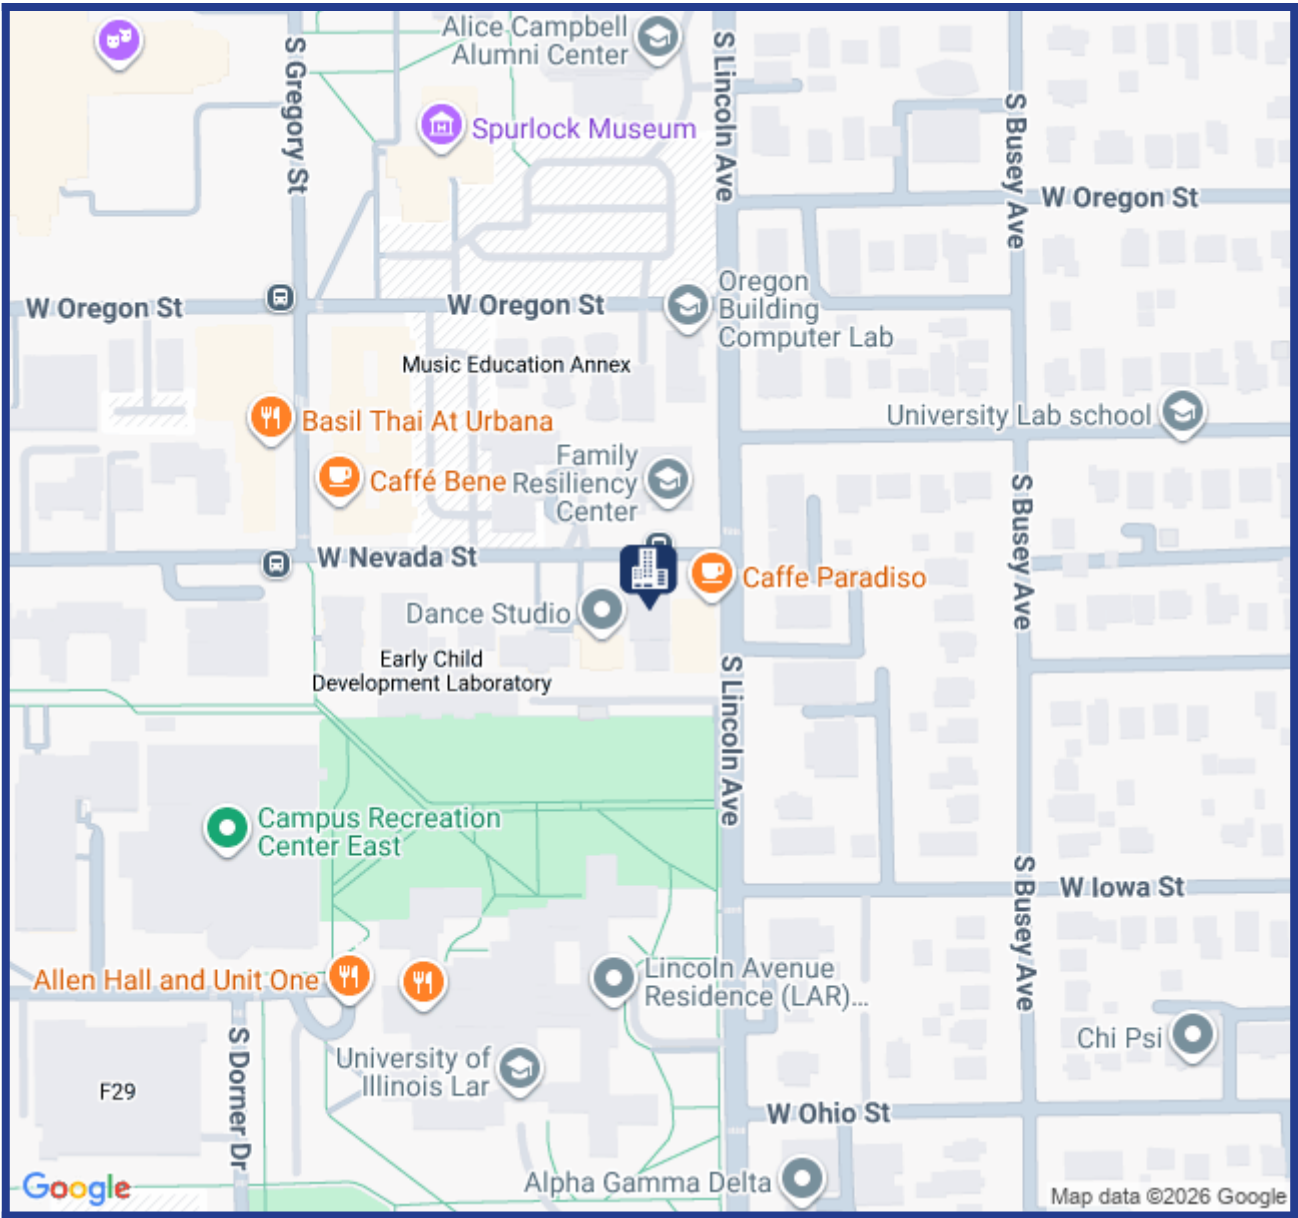 Alice Campbell
Alumni Center
S Gregory St
S Lincoln Ave
S Busey Ave
Spurlock Museum
W Oregon St
W Oregon St
W Oregon St
Oregon
Building
Computer Lab
Music Education Annex
Basil Thai At Urbana
University Lab school
Caffé Bene
Family
Resiliency
Center
S Busey Ave
W Nevada St
Caffe Paradiso
Dance Studio
Early Child
Development Laboratory
S Lincoln Ave
Campus Recreation
Center East
W Iowa St
S Busey Ave
Allen Hall and Unit One
Lincoln Avenue
Residence (LAR)...
Chi Psi
S Dorner Dr
University of
Illinois Lar
F29
W Ohio St
Alpha Gamma Delta
Google
Map data ©2026 Google